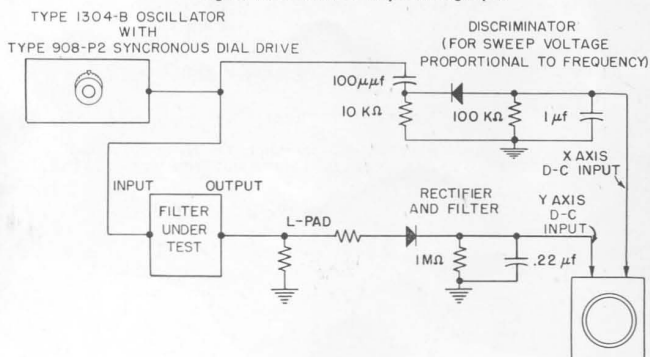 TYPE 1304-B OSCILLATOR
WITH
TYPE 908-P2 SYNCRONOUS DIAL DRIVE
DISCRIMINATOR
(FOR SWEEP VOLTAGE
PROPORTIONAL TO FREQUENCY)
100μμf
10 KΩ
100 KΩ
1 μf
X AXIS
D-C INPUT
INPUT
OUTPUT
FILTER
UNDER
TEST
L-PAD
RECTIFIER
AND FILTER
Y AXIS
D-C
INPUT
1MΩ
.22 μf